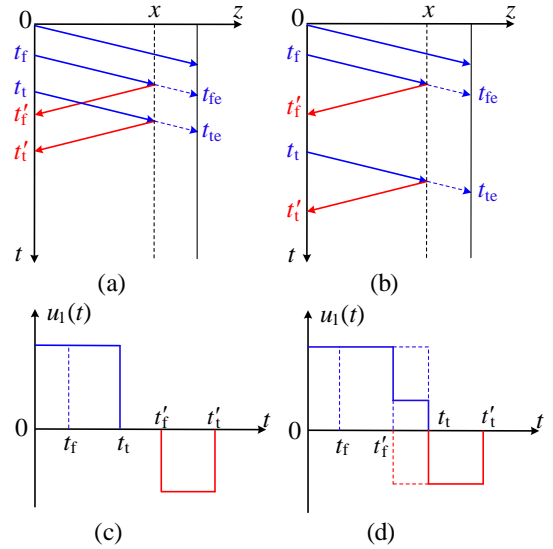 0 x z
t_f
t_fe
t_t
t'_f
t_te
t'_t
t
(a)
0 x z
t_f
t_fe
t'_f
t_t
t_te
t'_t
t
(b)
u_1(t)
0
t_f
t_t
t'_f
t'_t
t
(c)
u_1(t)
0
t_f
t'_f
t_t
t'_t
t
(d)